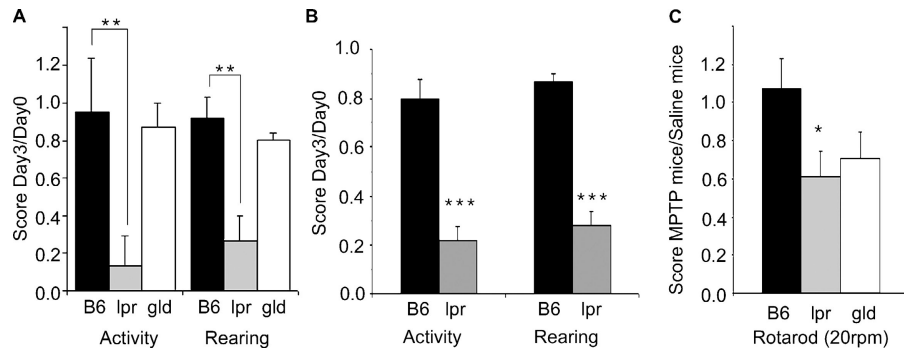 A
Score Day3/Day0
1.2
1.0
0.8
0.6
0.4
0.2
0.0
**
**
B6 lpr gld B6 lpr gld
Activity Rearing
B
Score Day3/Day0
1.0
0.8
0.6
0.4
0.2
0.0
***
***
B6 lpr B6 lpr
Activity Rearing
C
Score MPTP mice/Saline mice
1.2
1.0
0.8
0.6
0.4
0.2
0.0
*
B6 lpr gld
Rotarod (20rpm)